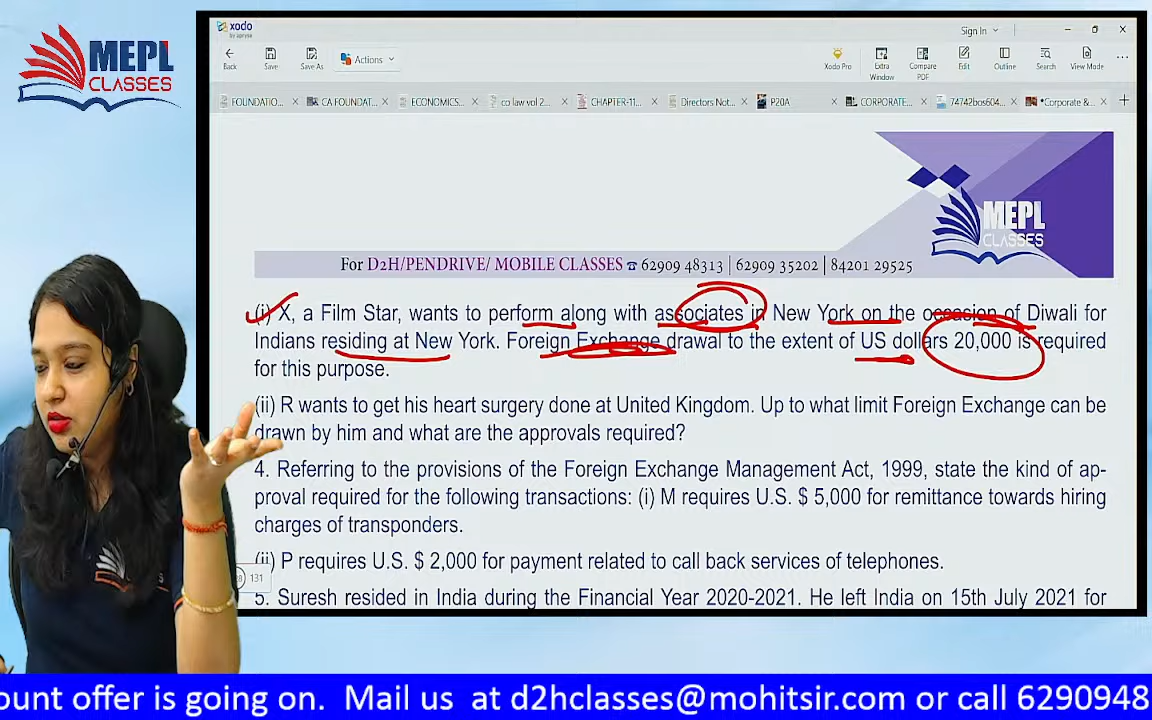 MEPL
CLASSES
xodo
by apryse
Sign In
Back
Save
Save As
Actions
Xodo Pro
Extra
Window
Compare
PDF
Edit
Outline
Search
View Mode
FOUNDATIO...
CA FOUNDAT...
ECONOMICS...
co law vol 2...
CHAPTER-11...
Directors Not...
P20A
CORPORATE...
74742bos604...
*Corporate &...
MEPL
CLASSES
For D2H/PENDRIVE/ MOBILE CLASSES ☎ 62909 48313 | 62909 35202 | 84201 29525
(i) X, a Film Star, wants to perform along with associates in New York on the occasion of Diwali for
Indians residing at New York. Foreign Exchange drawal to the extent of US dollars 20,000 is required
for this purpose.
(ii) R wants to get his heart surgery done at United Kingdom. Up to what limit Foreign Exchange can be
drawn by him and what are the approvals required?
4. Referring to the provisions of the Foreign Exchange Management Act, 1999, state the kind of ap-
proval required for the following transactions: (i) M requires U.S. $ 5,000 for remittance towards hiring
charges of transponders.
(ii) P requires U.S. $ 2,000 for payment related to call back services of telephones.
131
5. Suresh resided in India during the Financial Year 2020-2021. He left India on 15th July 2021 for
ount offer is going on. Mail us at d2hclasses@mohitsir.com or call 6290948